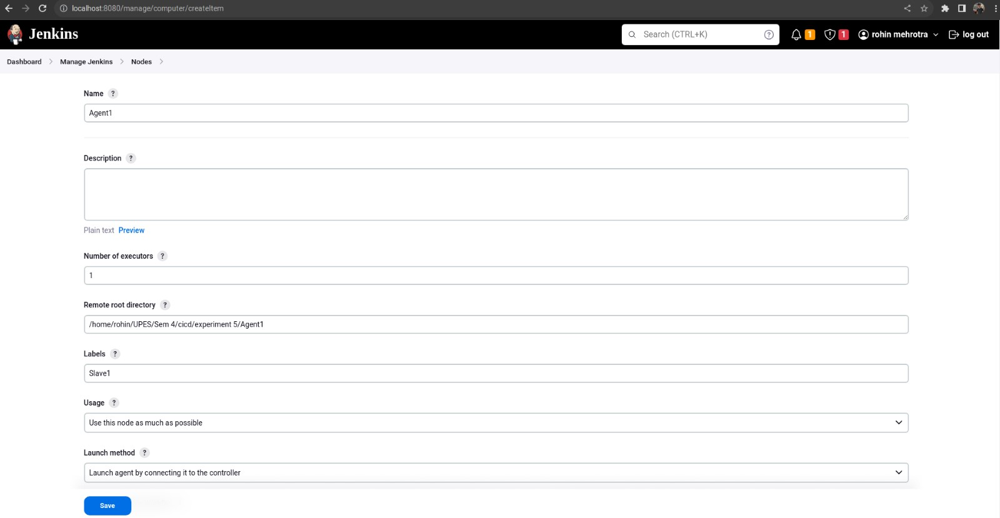 localhost:8080/manage/computer/createItem
Jenkins
Search (CTRL+K)
?
1
1
rohin mehrotra
log out
Dashboard
Manage Jenkins
Nodes
Name ?
Agent1
Description ?
Plain text Preview
Number of executors ?
1
Remote root directory ?
/home/rohin/UPES/Sem 4/cicd/experiment 5/Agent1
Labels ?
Slave1
Usage ?
Use this node as much as possible
Launch method ?
Launch agent by connecting it to the controller
Save